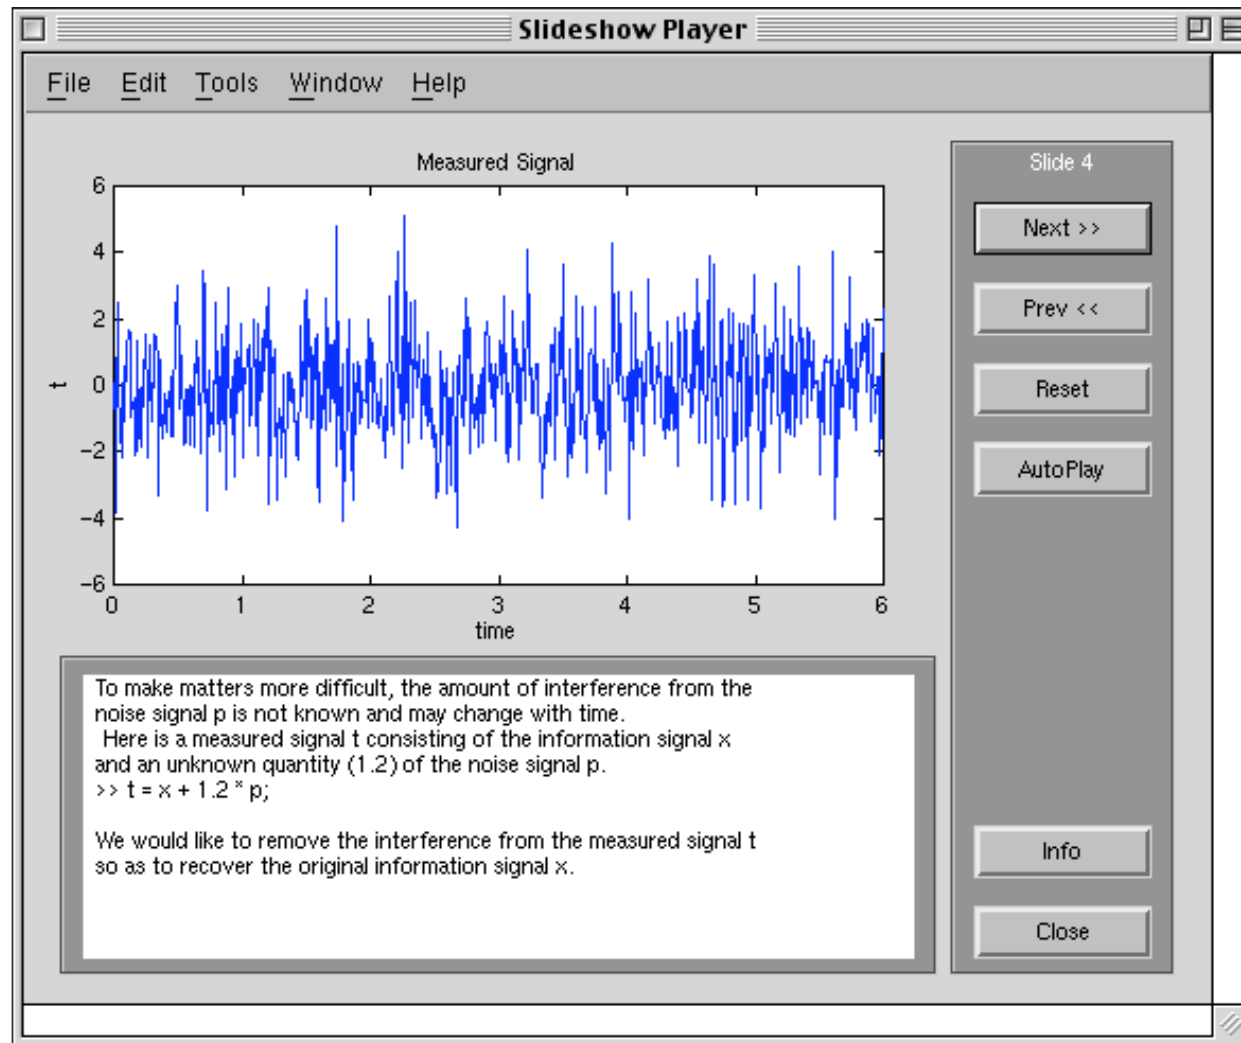 Slideshow Player
File Edit Tools Window Help
Measured Signal
6
4
2
0
−2
−4
−6
t
0 1 2 3 4 5 6
time
Slide 4
Next >>
Prev <<
Reset
AutoPlay
Info
Close
To make matters more difficult, the amount of interference from the
noise signal p is not known and may change with time.
Here is a measured signal t consisting of the information signal x
and an unknown quantity (1.2) of the noise signal p.
>> t = x + 1.2 * p;
We would like to remove the interference from the measured signal t
so as to recover the original information signal x.